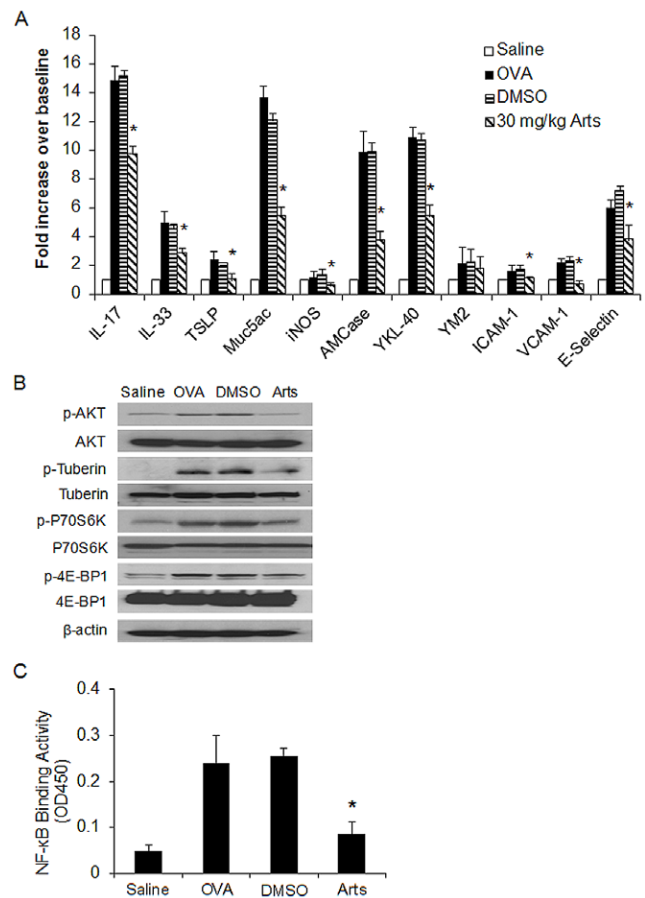 A
Fold increase over baseline
18
16
14
12
10
8
6
4
2
0
Saline
OVA
DMSO
30 mg/kg Arts
* * * * * * * * * *
IL-17 IL-33 TSLP Muc5ac iNOS AMCase YKL-40 YM2 ICAM-1 VCAM-1 E-Selectin
B
Saline OVA DMSO Arts
p-AKT
AKT
p-Tuberin
Tuberin
p-P70S6K
P70S6K
p-4E-BP1
4E-BP1
β-actin
C
NF-κB Binding Activity
(OD450)
0.4
0.3
0.2
0.1
0
*
Saline OVA DMSO Arts